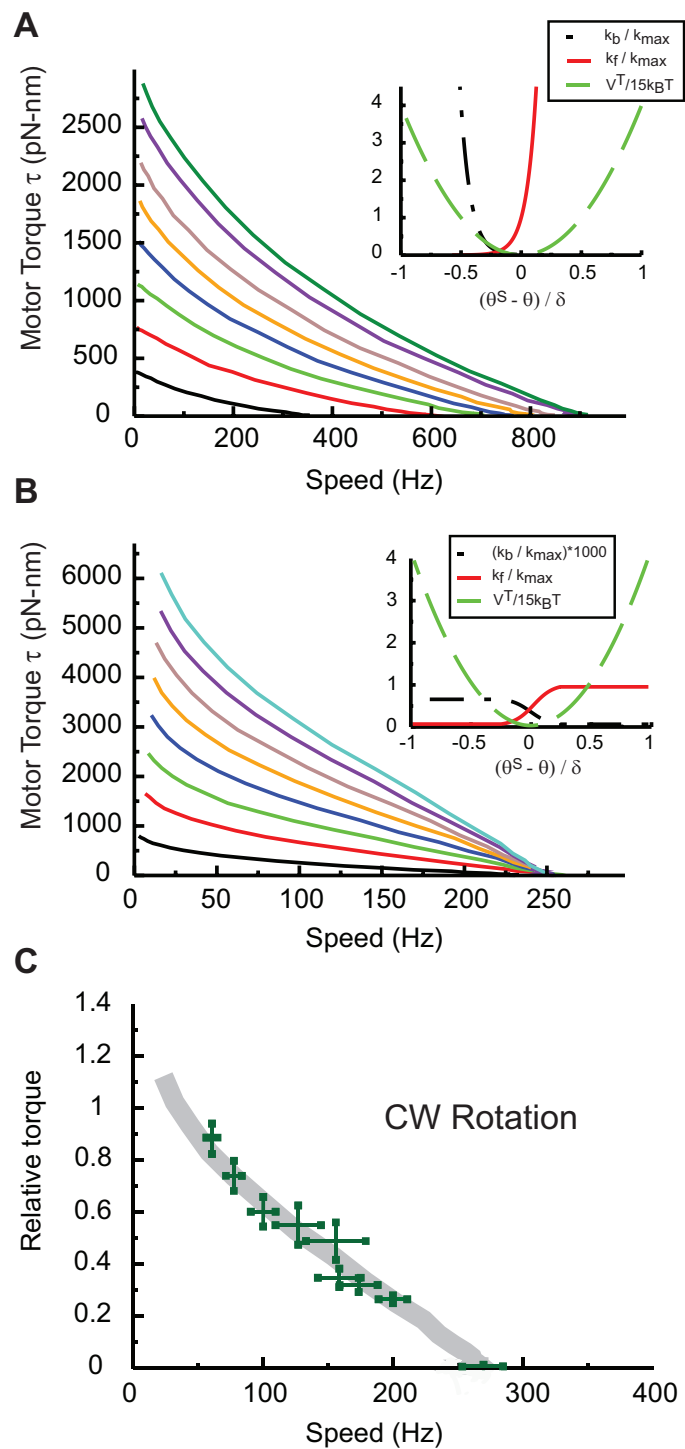 A
k_b / k_max
k_f / k_max
V^T/15k_BT
Motor Torque τ (pN-nm)
2500
2000
1500
1000
500
0
0 200 400 600 800
Speed (Hz)
4
3
2
1
0
-1 -0.5 0 0.5 1
(θ^S - θ) / δ
B
(k_b / k_max)*1000
k_f / k_max
V^T/15k_BT
Motor Torque τ (pN-nm)
6000
5000
4000
3000
2000
1000
0
0 50 100 150 200 250
Speed (Hz)
4
3
2
1
0
-1 -0.5 0 0.5 1
(θ^S - θ) / δ
C
CW Rotation
Relative torque
1.4
1.2
1
0.8
0.6
0.4
0.2
0
0 100 200 300 400
Speed (Hz)